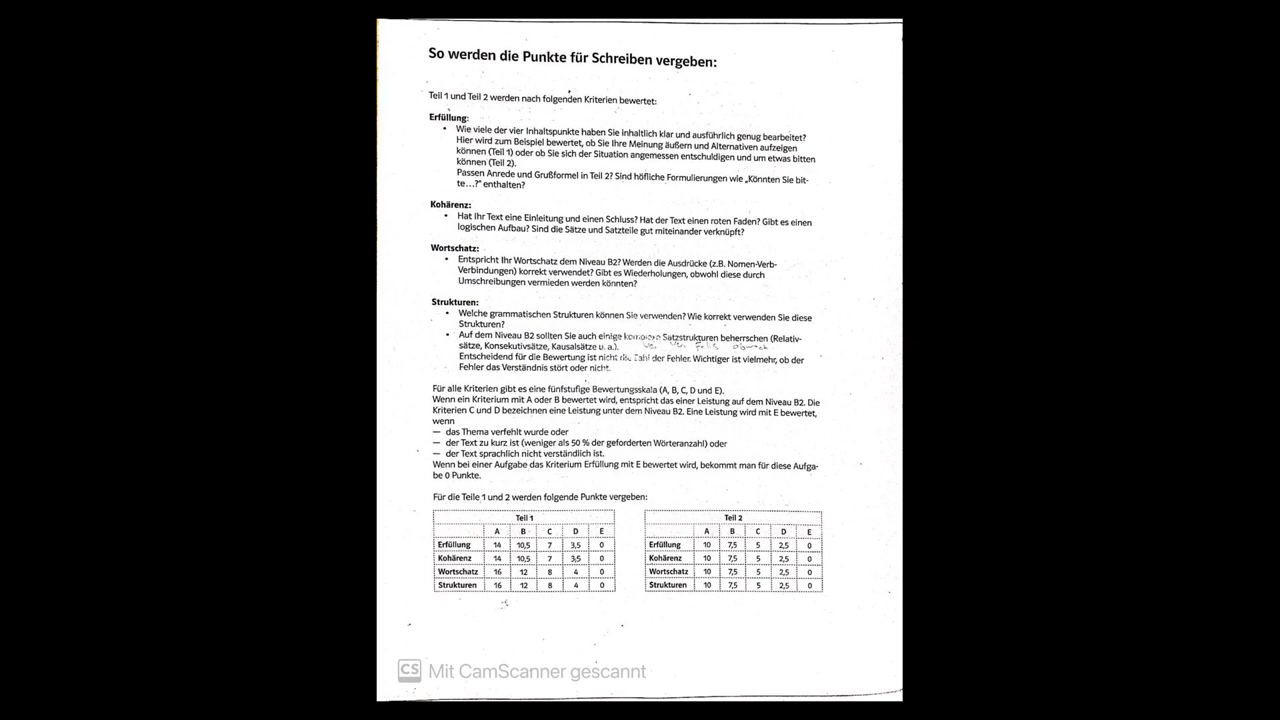 So werden die Punkte für Schreiben vergeben:
Teil 1 und Teil 2 werden nach folgenden Kriterien bewertet:
Erfüllung:
• Wie viele der vier Inhaltspunkte haben Sie inhaltlich klar und ausführlich genug bearbeitet?
Hier wird zum Beispiel bewertet, ob Sie Ihre Meinung äußern und Alternativen aufzeigen
können (Teil 1) oder ob Sie sich der Situation angemessen entschuldigen und um etwas bitten
können (Teil 2).
Passen Anrede und Grußformel in Teil 2? Sind höfliche Formulierungen wie „Könnten Sie bit-
te...?" enthalten?
Kohärenz:
• Hat Ihr Text eine Einleitung und einen Schluss? Hat der Text einen roten Faden? Gibt es einen
logischen Aufbau? Sind die Sätze und Satzteile gut miteinander verknüpft?
Wortschatz:
• Entspricht Ihr Wortschatz dem Niveau B2? Werden die Ausdrücke (z.B. Nomen-Verb-
Verbindungen) korrekt verwendet? Gibt es Wiederholungen, obwohl diese durch
Umschreibungen vermieden werden könnten?
Strukturen:
• Welche grammatischen Strukturen können Sie verwenden? Wie korrekt verwenden Sie diese
Strukturen?
• Auf dem Niveau B2 sollten Sie auch einige komplexe Satzstrukturen beherrschen (Relativ-
sätze, Konsekutivsätze, Kausalsätze u. a.).
Entscheidend für die Bewertung ist nicht die Zahl der Fehler. Wichtiger ist vielmehr, ob der
Fehler das Verständnis stört oder nicht.
Für alle Kriterien gibt es eine fünfstufige Bewertungsskala (A, B, C, D und E).
Wenn ein Kriterium mit A oder B bewertet wird, entspricht das einer Leistung auf dem Niveau B2. Die
Kriterien C und D bezeichnen eine Leistung unter dem Niveau B2. Eine Leistung wird mit E bewertet,
wenn
— das Thema verfehlt wurde oder
— der Text zu kurz ist (weniger als 50 % der geforderten Wörteranzahl) oder
— der Text sprachlich nicht verständlich ist.
Wenn bei einer Aufgabe das Kriterium Erfüllung mit E bewertet wird, bekommt man für diese Aufga-
be 0 Punkte.
Für die Teile 1 und 2 werden folgende Punkte vergeben:
Teil 1
A B C D E
Erfüllung 14 10,5 7 3,5 0
Kohärenz 14 10,5 7 3,5 0
Wortschatz 16 12 8 4 0
Strukturen 16 12 8 4 0
Teil 2
A B C D E
Erfüllung 10 7,5 5 2,5 0
Kohärenz 10 7,5 5 2,5 0
Wortschatz 10 7,5 5 2,5 0
Strukturen 10 7,5 5 2,5 0
CS Mit CamScanner gescannt